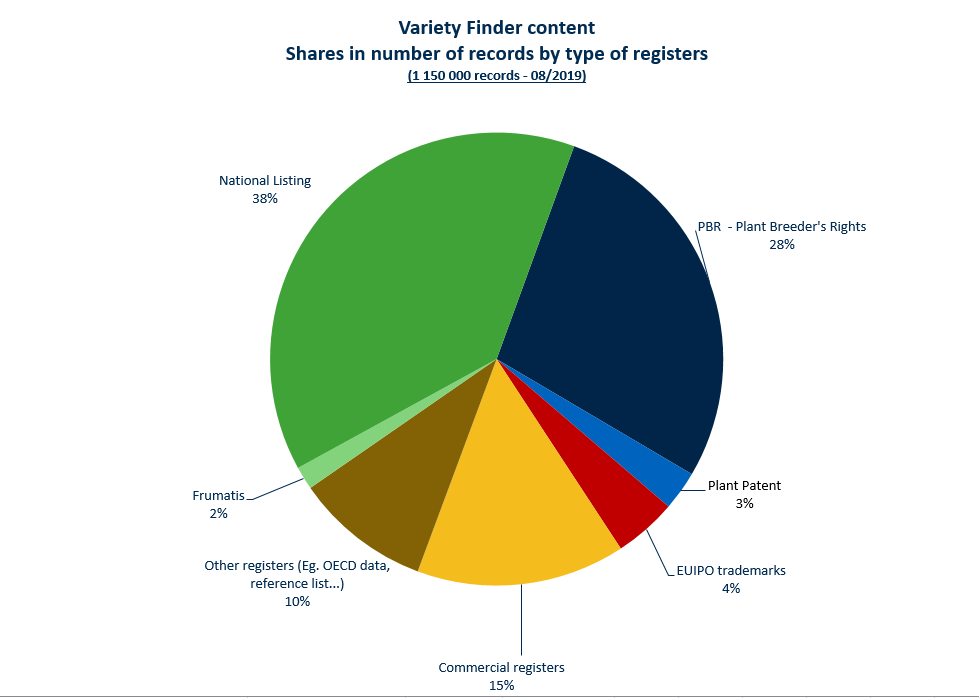 Variety Finder content
Shares in number of records by type of registers
(1 150 000 records - 08/2019)
National Listing
38%
PBR - Plant Breeder's Rights
28%
Plant Patent
3%
Frumatis
2%
Other registers (Eg. OECD data,
reference list...)
10%
EUIPO trademarks
4%
Commercial registers
15%